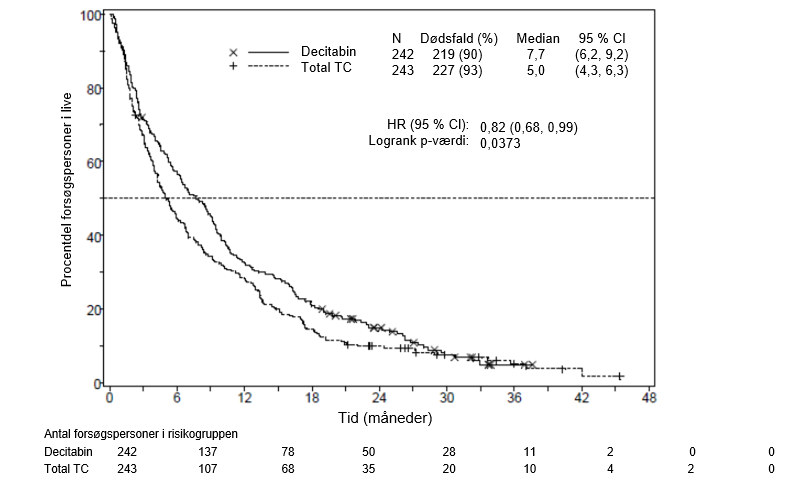 N Dødsfald (%) Median 95 % CI
Decitabin 242 219 (90) 7,7 (6,2, 9,2)
Total TC 243 227 (93) 5,0 (4,3, 6,3)
HR (95 % CI): 0,82 (0,68, 0,99)
Logrank p-værdi: 0,0373
Procentdel forsøgspersoner i live
100
80
60
40
20
0
0 6 12 18 24 30 36 42 48
Tid (måneder)
Antal forsøgspersoner i risikogruppen
Decitabin 242 137 78 50 28 11 2 0 0
Total TC 243 107 68 35 20 10 4 2 0